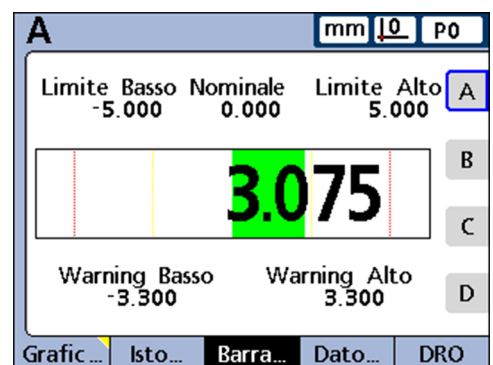 A mm 0 P0
Limite Basso Nominale Limite Alto A
-5.000 0.000 5.000
B
3.075
C
Warning Basso Warning Alto
-3.300 3.300 D
Grafic ... Isto... Barra... Dato... DRO